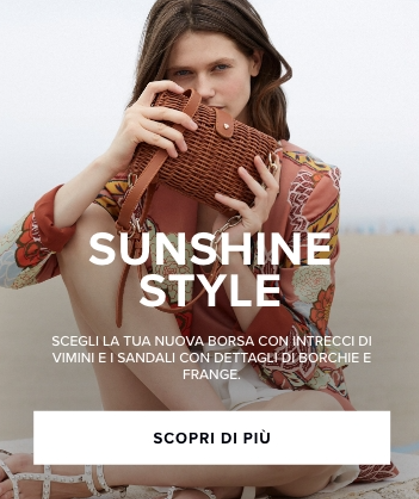 SUNSHINE
STYLE
SCEGLI LA TUA NUOVA BORSA CON INTRECCI DI
VIMINI E I SANDALI CON DETTAGLI DI BORCHIE E
FRANGE.
SCOPRI DI PIÙ